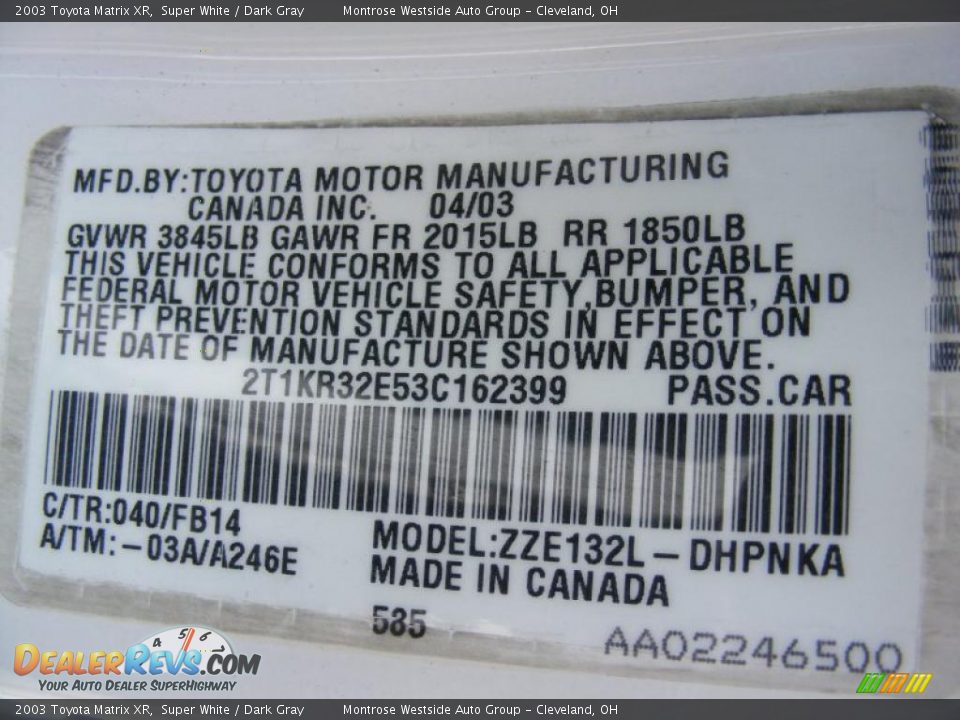 2003 Toyota Matrix XR, Super White / Dark Gray Montrose Westside Auto Group - Cleveland, OH
MFD.BY:TOYOTA MOTOR MANUFACTURING
CANADA INC. 04/03
GVWR 3845LB GAWR FR 2015LB RR 1850LB
THIS VEHICLE CONFORMS TO ALL APPLICABLE
FEDERAL MOTOR VEHICLE SAFETY,BUMPER, AND
THEFT PREVENTION STANDARDS IN EFFECT ON
THE DATE OF MANUFACTURE SHOWN ABOVE.
2T1KR32E53C162399 PASS.CAR
C/TR:040/FB14
A/TM:-03A/A246E
MODEL:ZZE132L-DHPNKA
MADE IN CANADA
585
AA02246500
4 5 6
DEALERREVS.COM
YOUR AUTO DEALER SUPERHIGHWAY
2003 Toyota Matrix XR, Super White / Dark Gray Montrose Westside Auto Group - Cleveland, OH